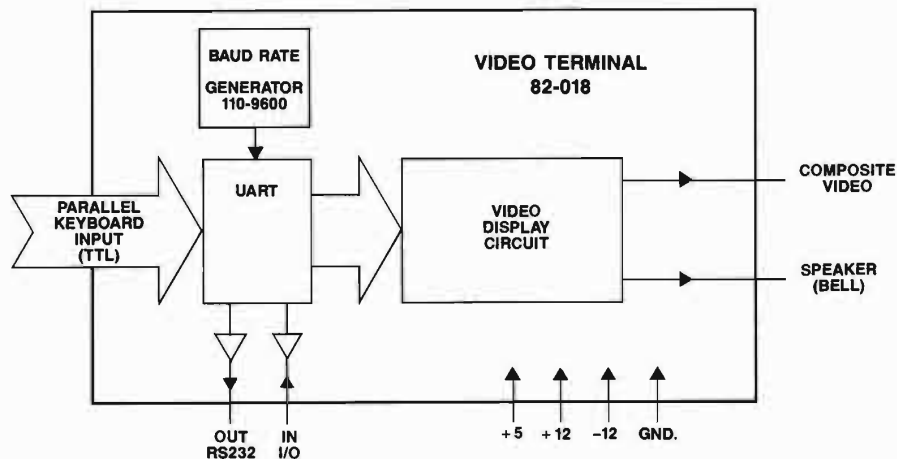 BAUD RATE
GENERATOR
110-9600
VIDEO TERMINAL
82-018
UART
PARALLEL
KEYBOARD
INPUT
(TTL)
VIDEO
DISPLAY
CIRCUIT
COMPOSITE
VIDEO
SPEAKER
(BELL)
OUT IN
RS232 I/O
+5 +12 -12 GND.